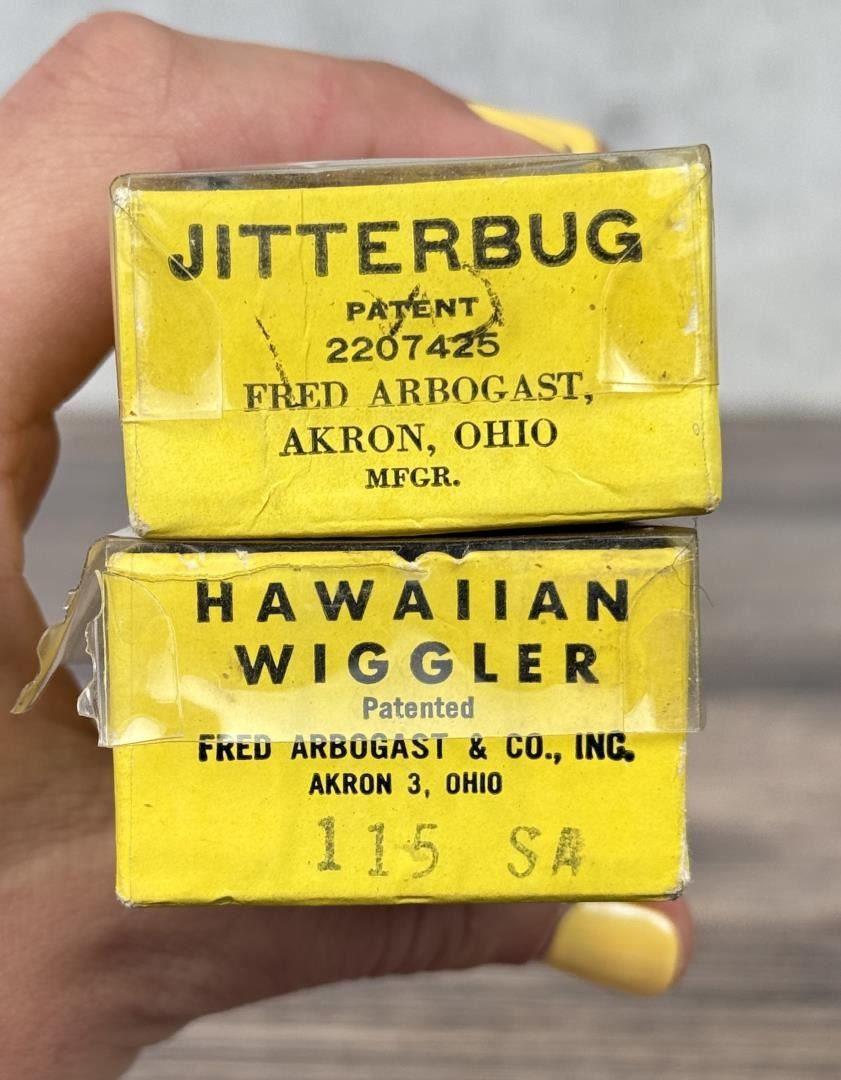 JITTERBUG
PATENT
2207425
FRED ARBOGAST,
AKRON, OHIO
MFGR.
HAWAIIAN
WIGGLER
Patented
FRED ARBOGAST & CO., INC.
AKRON 3, OHIO
115 SA